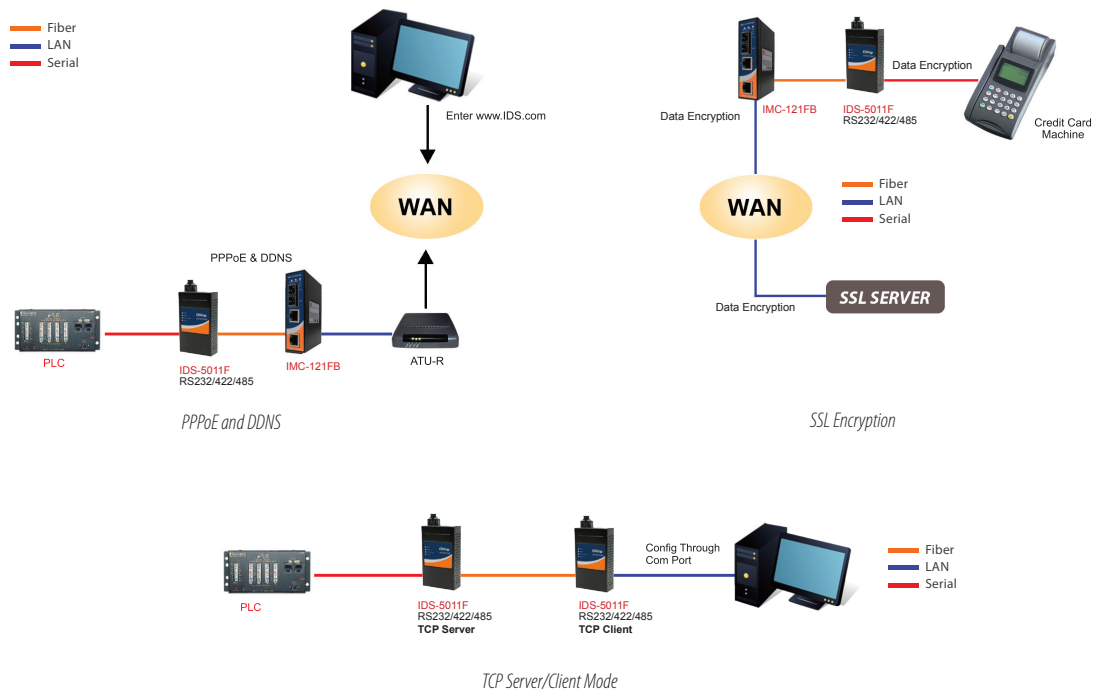 Fiber
LAN
Serial
Enter www.IDS.com
WAN
PPPoE & DDNS
PLC
IDS-5011F
RS232/422/485
IMC-121FB
ATU-R
PPPoE and DDNS
Data Encryption
IMC-121FB
IDS-5011F
RS232/422/485
Data Encryption
Credit Card
Machine
WAN
Fiber
LAN
Serial
Data Encryption
SSL SERVER
SSL Encryption
PLC
IDS-5011F
RS232/422/485
TCP Server
IDS-5011F
RS232/422/485
TCP Client
Config Through
Com Port
Fiber
LAN
Serial
TCP Server/Client Mode